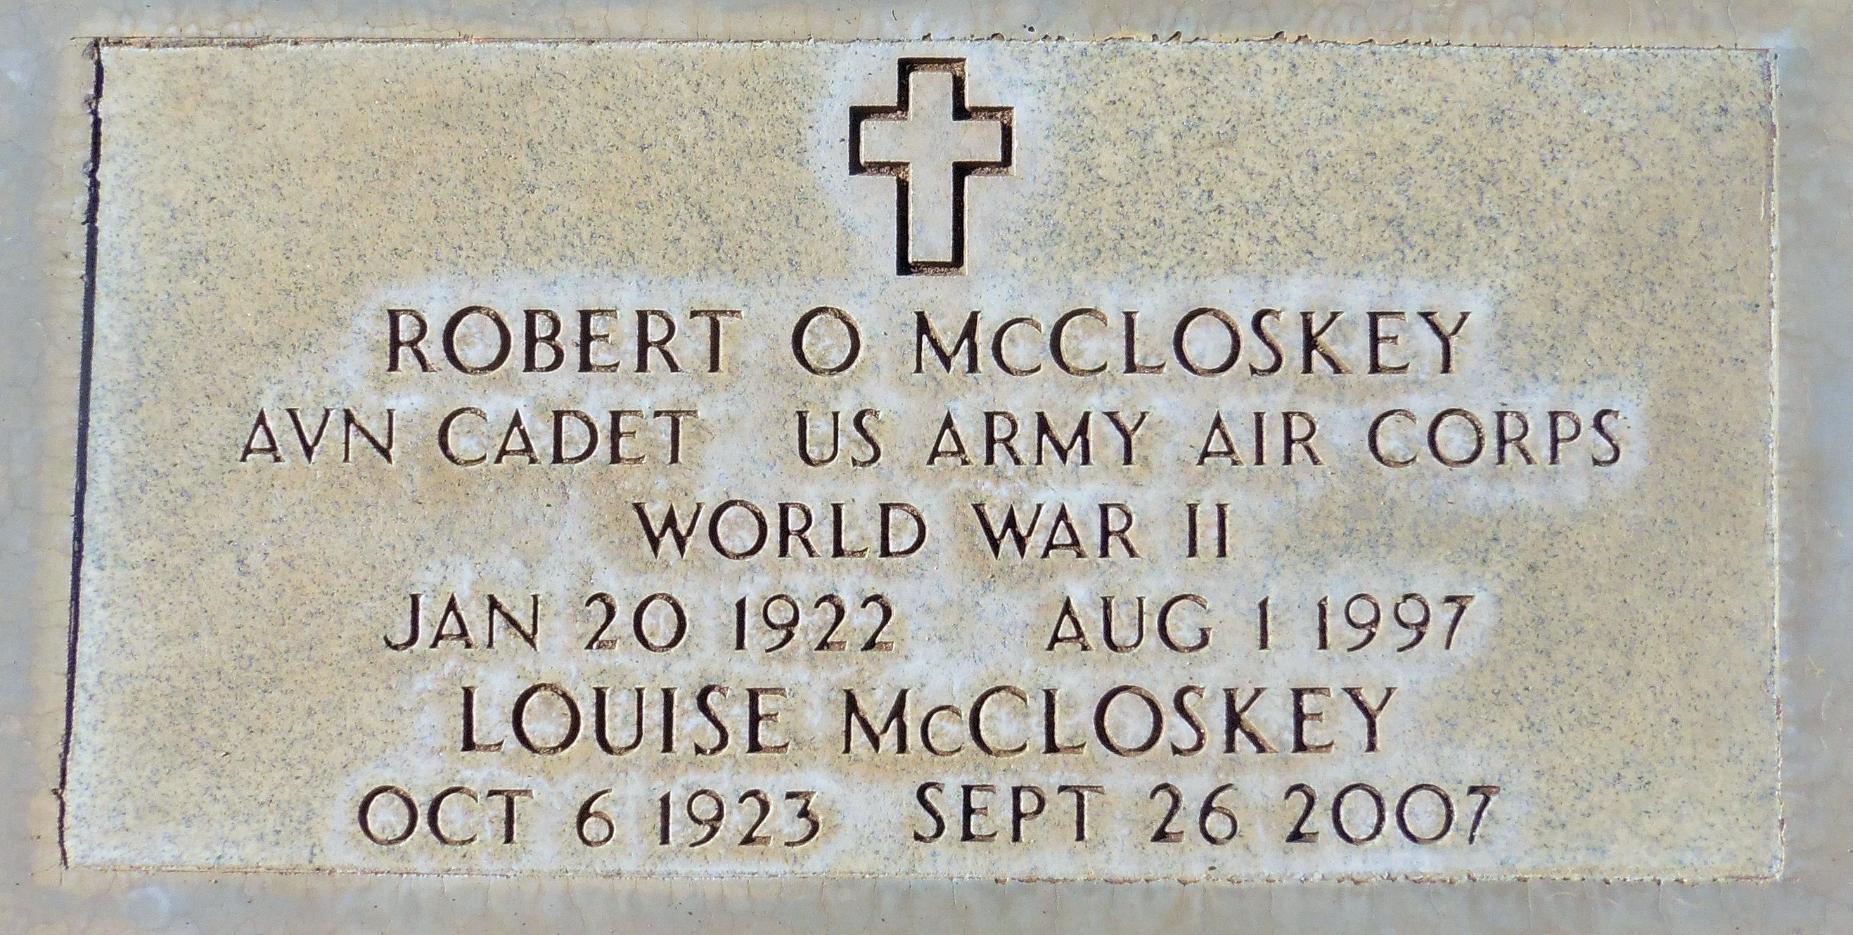 ROBERT O McCLOSKEY
AVN CADET US ARMY AIR CORPS
WORLD WAR II
JAN 20 1922 AUG 1 1997
LOUISE McCLOSKEY
OCT 6 1923 SEPT 26 2007